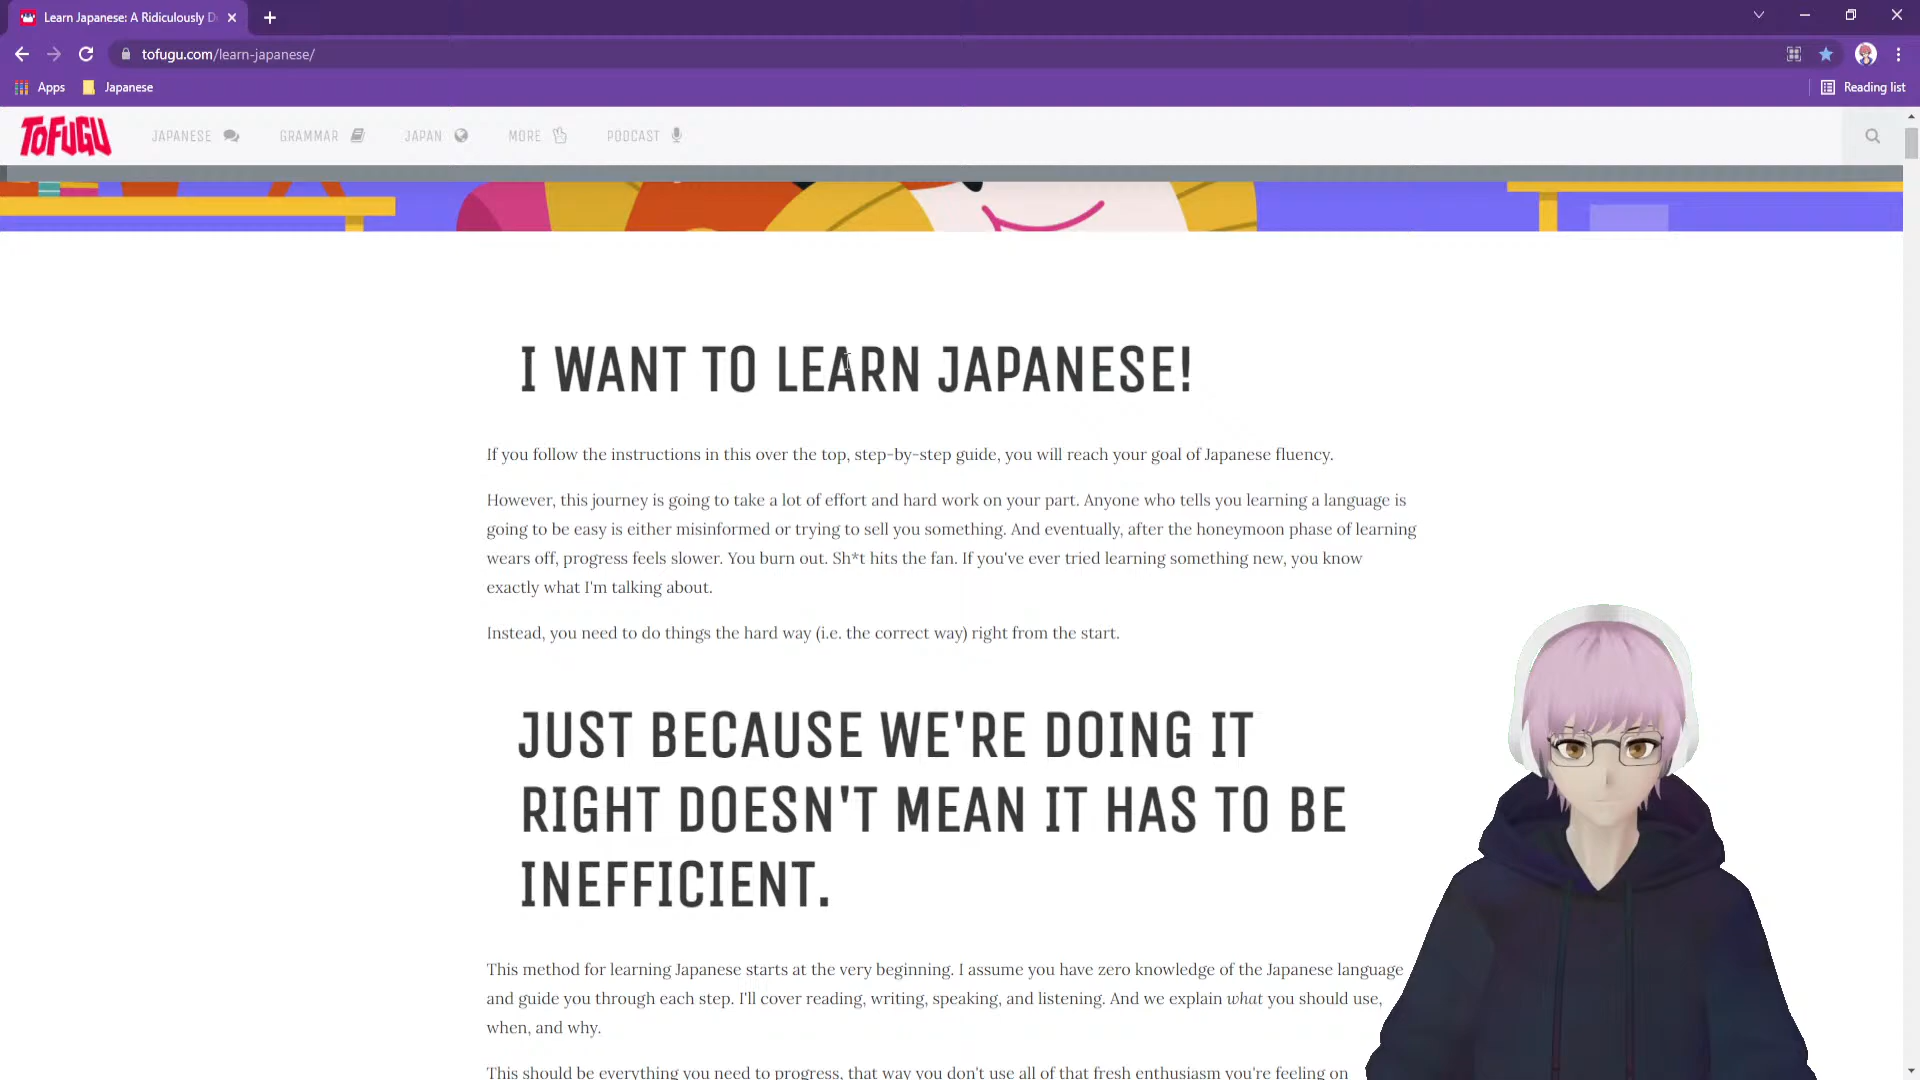 Learn Japanese: A Ridiculously D
tofugu.com/learn-japanese/
Apps
Japanese
Reading list
TOFUGU
JAPANESE
GRAMMAR
JAPAN
MORE
PODCAST
I WANT TO LEARN JAPANESE!
If you follow the instructions in this over the top, step-by-step guide, you will reach your goal of Japanese fluency.
However, this journey is going to take a lot of effort and hard work on your part. Anyone who tells you learning a language is
going to be easy is either misinformed or trying to sell you something. And eventually, after the honeymoon phase of learning
wears off, progress feels slower. You burn out. Sh*t hits the fan. If you've ever tried learning something new, you know
exactly what I'm talking about.
Instead, you need to do things the hard way (i.e. the correct way) right from the start.
JUST BECAUSE WE'RE DOING IT
RIGHT DOESN'T MEAN IT HAS TO BE
INEFFICIENT.
This method for learning Japanese starts at the very beginning. I assume you have zero knowledge of the Japanese language
and guide you through each step. I'll cover reading, writing, speaking, and listening. And we explain what you should use,
when, and why.
This should be everything you need to progress, that way you don't use all of that fresh enthusiasm you're feeling on